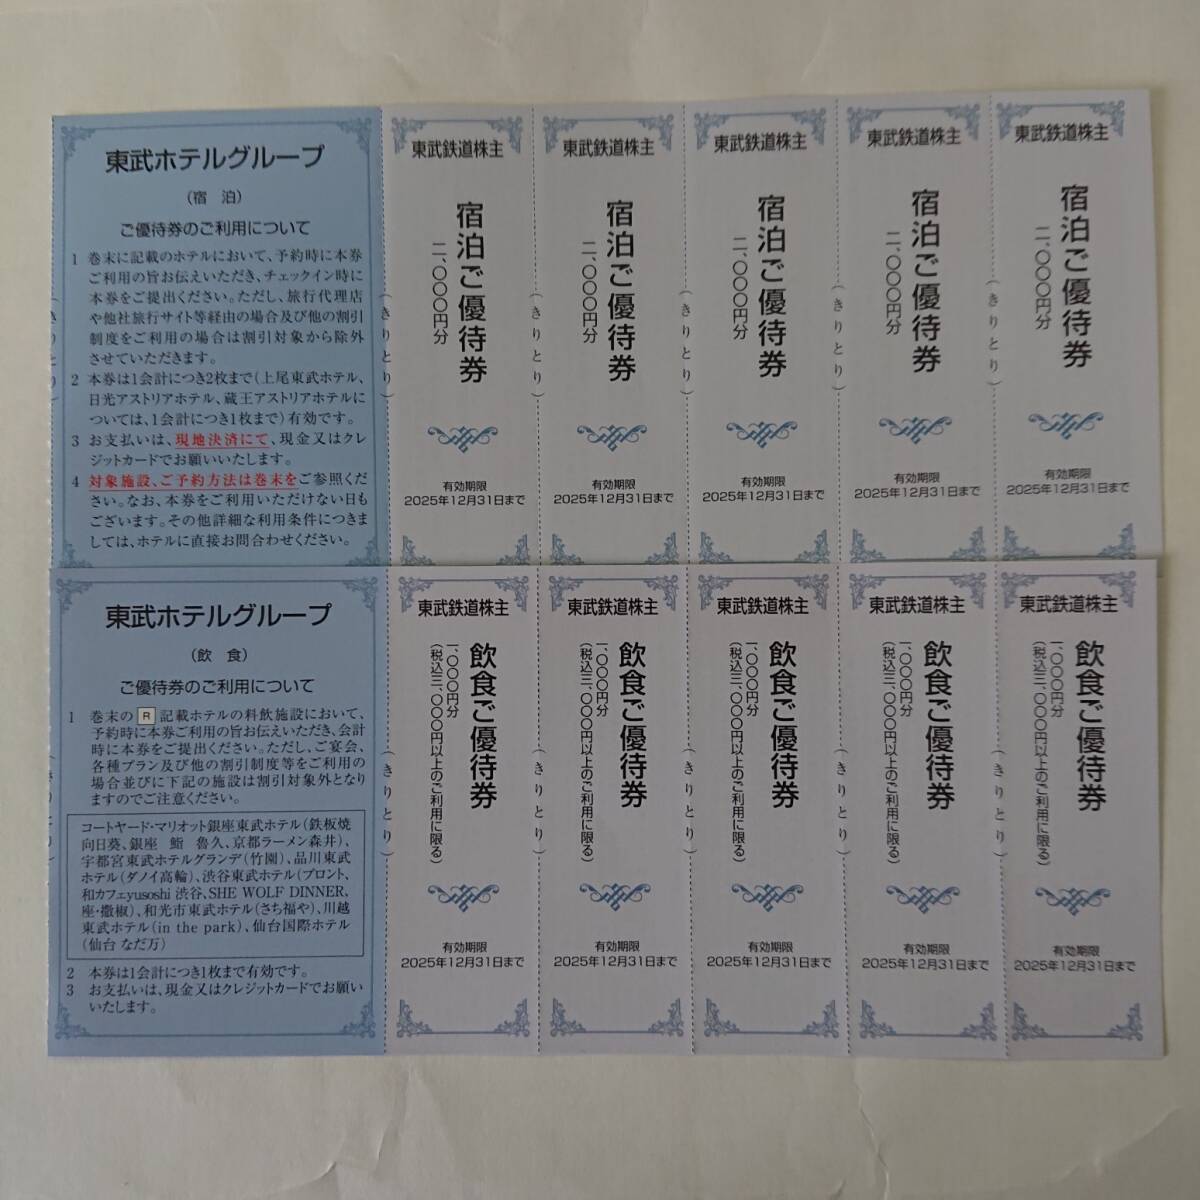 東武ホテルグループ
(宿 泊)
ご優待券のご利用について
1 巻末に記載のホテルにおいて、予約時に本券
ご利用の旨お伝えいただき、チェックイン時に
本券をご提出ください。ただし、旅行代理店
や他社旅行サイト等経由の場合及び他の割引
制度をご利用の場合は割引対象から除外
させていただきます。
2 本券は1会計につき2枚まで(上尾東武ホテル、
日光アストリアホテル、蔵王アストリアホテルに
ついては、1会計につき1枚まで)有効です。
3 お支払いは、現地決済にて、現金又はクレ
ジットカードでお願いいたします。
4 対象施設、ご予約方法は巻末をご参照くだ
さい。なお、本券をご利用いただけない日も
ございます。その他詳細な利用条件につきま
しては、ホテルに直接お問合わせください。
(きりとり)
東武鉄道株主
宿泊ご優待券
二、〇〇〇円分
有効期限
2025年12月31日まで
(きりとり)
東武鉄道株主
宿泊ご優待券
二、〇〇〇円分
有効期限
2025年12月31日まで
(きりとり)
東武鉄道株主
宿泊ご優待券
二、〇〇〇円分
有効期限
2025年12月31日まで
(きりとり)
東武鉄道株主
宿泊ご優待券
二、〇〇〇円分
有効期限
2025年12月31日まで
(きりとり)
東武鉄道株主
宿泊ご優待券
二、〇〇〇円分
有効期限
2025年12月31日まで
東武ホテルグループ
(飲 食)
ご優待券のご利用について
1 巻末の R 記載ホテルの料飲施設において、
予約時に本券ご利用の旨お伝えいただき、会計
時に本券をご提出ください。ただし、ご宴会、
各種プラン及び他の割引制度等をご利用の
場合並びに下記の施設は割引対象外となり
ますのでご注意ください。
コートヤード・マリオット銀座東武ホテル(鉄板焼
向日葵、銀座 鮨 魯久、京都ラーメン森井)、
宇都宮東武ホテルグランデ(竹園)、品川東武
ホテル(ダノイ高輪)、渋谷東武ホテル(プロント、
和カフェyusoshi 渋谷、SHE WOLF DINNER、
座・撒椒)、和光市東武ホテル(さち福や)、川越
東武ホテル(in the park)、仙台国際ホテル
(仙台 なだ万)
2 本券は1会計につき1枚まで有効です。
3 お支払いは、現金又はクレジットカードでお願い
いたします。
(きりとり)
東武鉄道株主
飲食ご優待券
一、〇〇〇円分
(税込三、〇〇〇円以上のご利用に限る)
有効期限
2025年12月31日まで
(きりとり)
東武鉄道株主
飲食ご優待券
一、〇〇〇円分
(税込三、〇〇〇円以上のご利用に限る)
有効期限
2025年12月31日まで
(きりとり)
東武鉄道株主
飲食ご優待券
一、〇〇〇円分
(税込三、〇〇〇円以上のご利用に限る)
有効期限
2025年12月31日まで
(きりとり)
東武鉄道株主
飲食ご優待券
一、〇〇〇円分
(税込三、〇〇〇円以上のご利用に限る)
有効期限
2025年12月31日まで
(きりとり)
東武鉄道株主
飲食ご優待券
一、〇〇〇円分
(税込三、〇〇〇円以上のご利用に限る)
有効期限
2025年12月31日まで